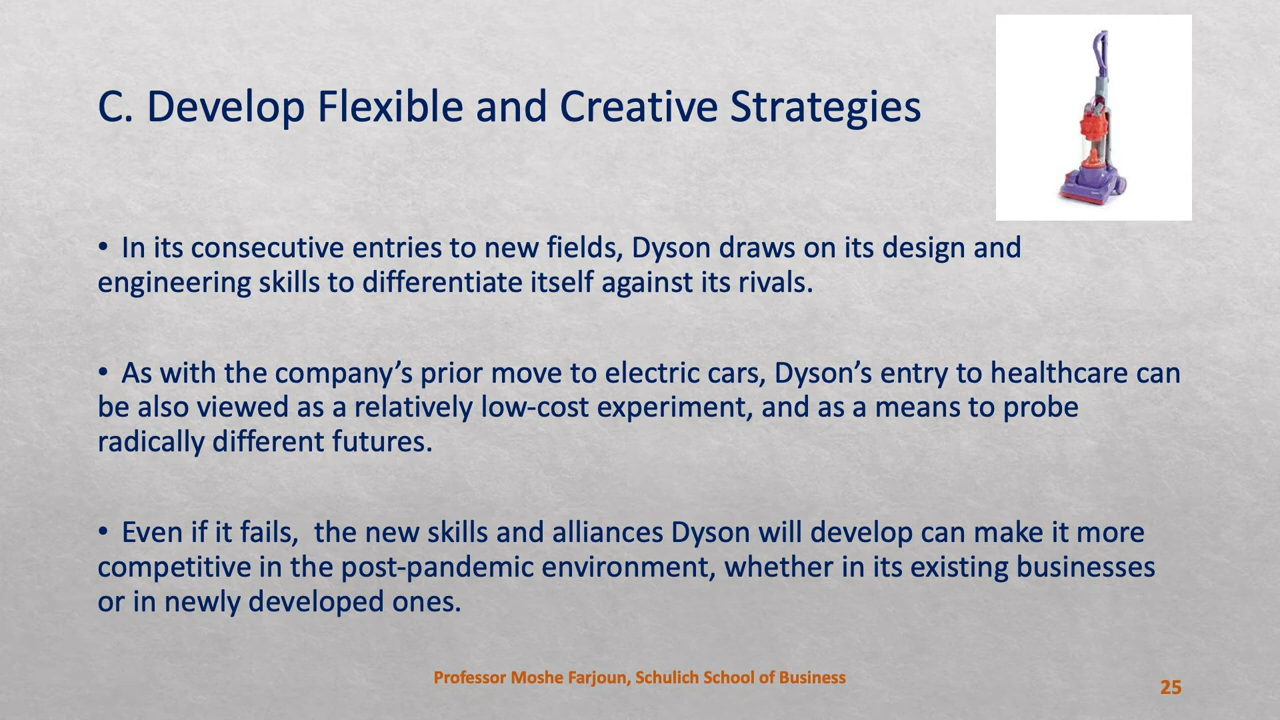 C. Develop Flexible and Creative Strategies
• In its consecutive entries to new fields, Dyson draws on its design and
engineering skills to differentiate itself against its rivals.
• As with the company’s prior move to electric cars, Dyson’s entry to healthcare can
be also viewed as a relatively low-cost experiment, and as a means to probe
radically different futures.
• Even if it fails,  the new skills and alliances Dyson will develop can make it more
competitive in the post-pandemic environment, whether in its existing businesses
or in newly developed ones.
Professor Moshe Farjoun, Schulich School of Business
25